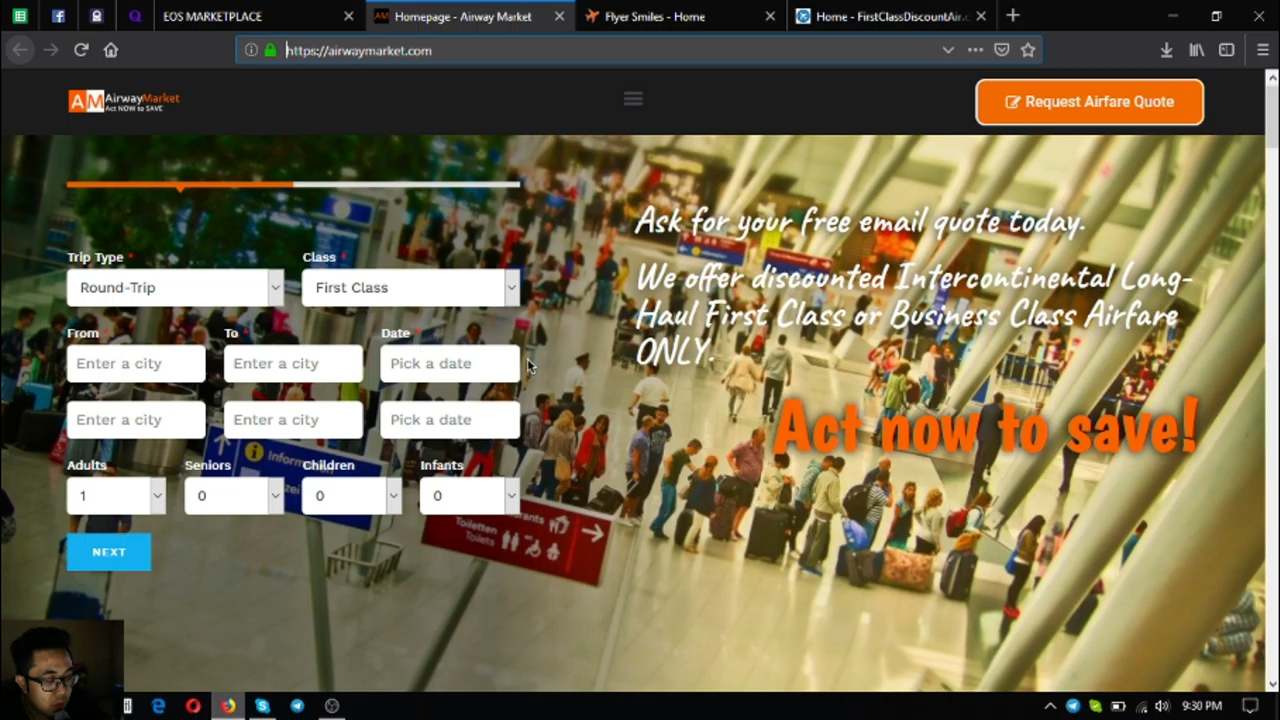 EOS MARKETPLACE
Homepage - Airway Market
Flyer Smiles - Home
Home - FirstClassDiscountAir.c
https://airwaymarket.com
AM AirwayMarket
Act NOW to SAVE
Request Airfare Quote
Ask for your free email quote today.
We offer discounted Intercontinental Long-
Haul First Class or Business Class Airfare
ONLY.
Act now to save!
Trip Type *
Class *
Round-Trip
First Class
From *
To *
Date *
Enter a city
Enter a city
Pick a date
Enter a city
Enter a city
Pick a date
Adults
Seniors
Children
Infants
1
0
0
0
NEXT
i
Toiletten
Toilets
9:30 PM